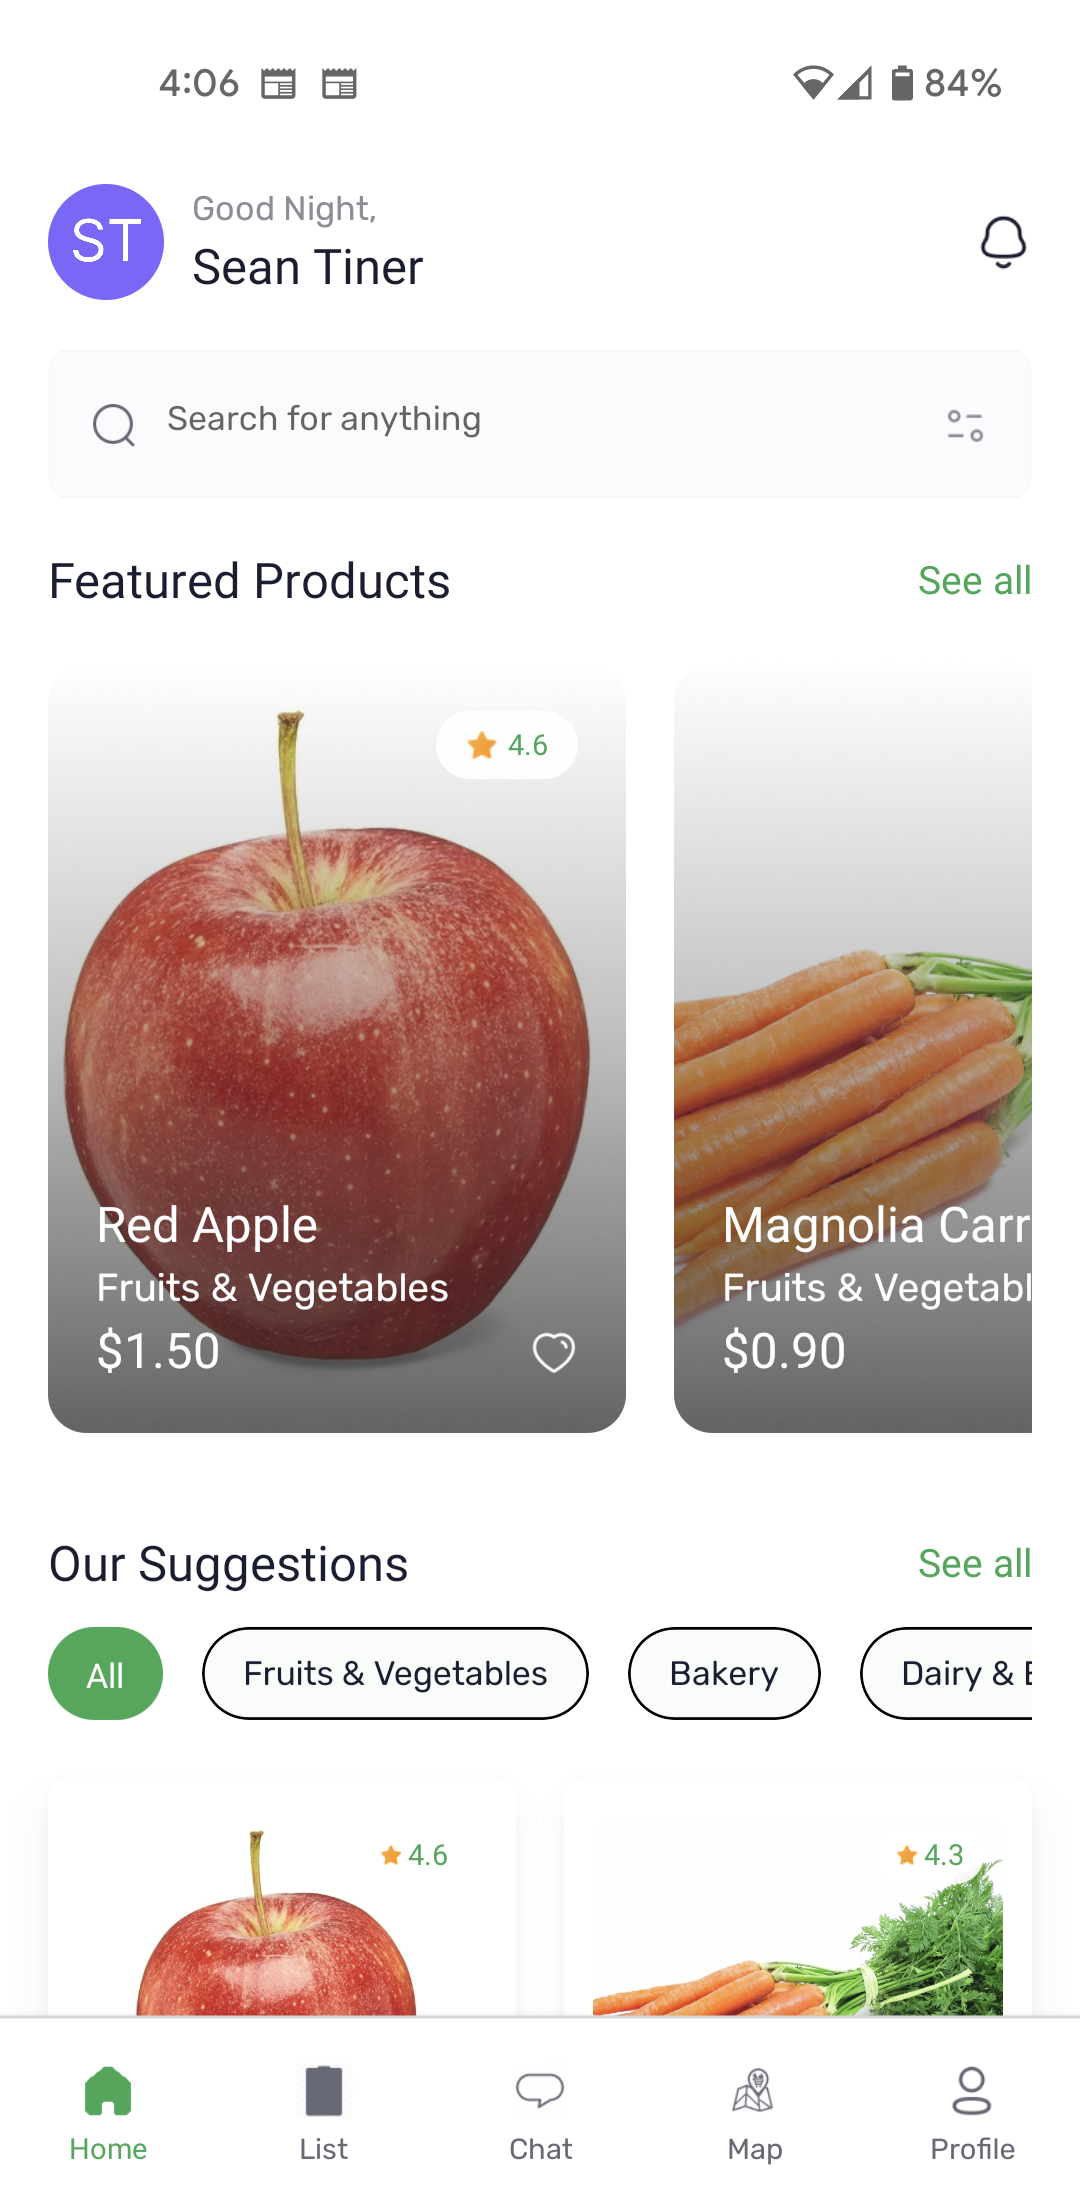 4:06
84%
ST
Good Night,
Sean Tiner
Search for anything
Featured Products
See all
4.6
Red Apple
Fruits & Vegetables
$1.50
Magnolia Carr
Fruits & Vegetabl
$0.90
Our Suggestions
See all
All
Fruits & Vegetables
Bakery
Dairy &
4.6
4.3
Home
List
Chat
Map
Profile